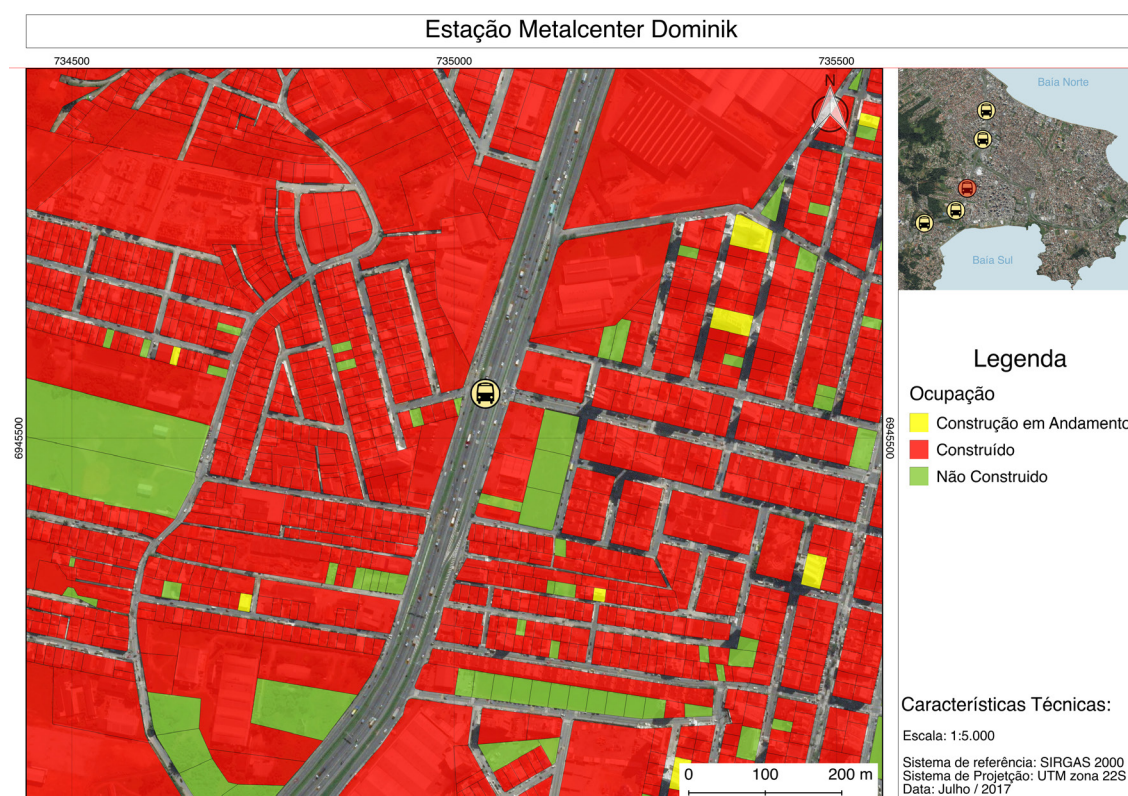 Estação Metalcenter Dominik
734500
735000
735500
N
Baía Norte
Baía Sul
6945500
6945500
Legenda
Ocupação
Construção em Andamento
Construído
Não Construido
0 100 200 m
Características Técnicas:
Escala: 1:5.000
Sistema de referência: SIRGAS 2000
Sistema de Projetção: UTM zona 22S
Data: Julho / 2017